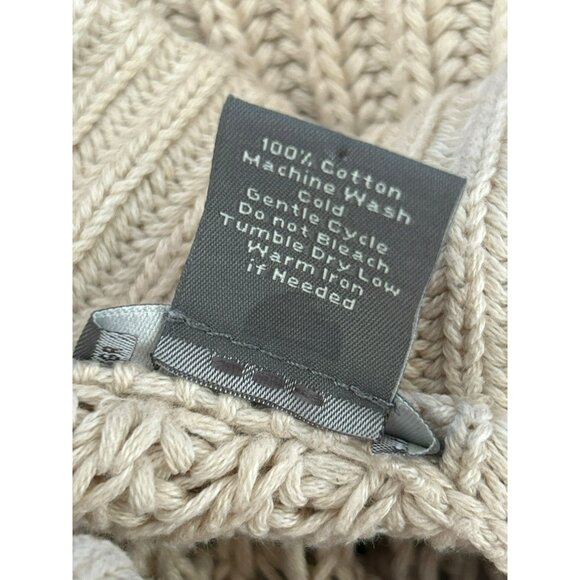 100% Cotton
Machine Wash
Cold
Gentle Cycle
Do not Bleach
Tumble Dry Low
Warm Iron
if Needed